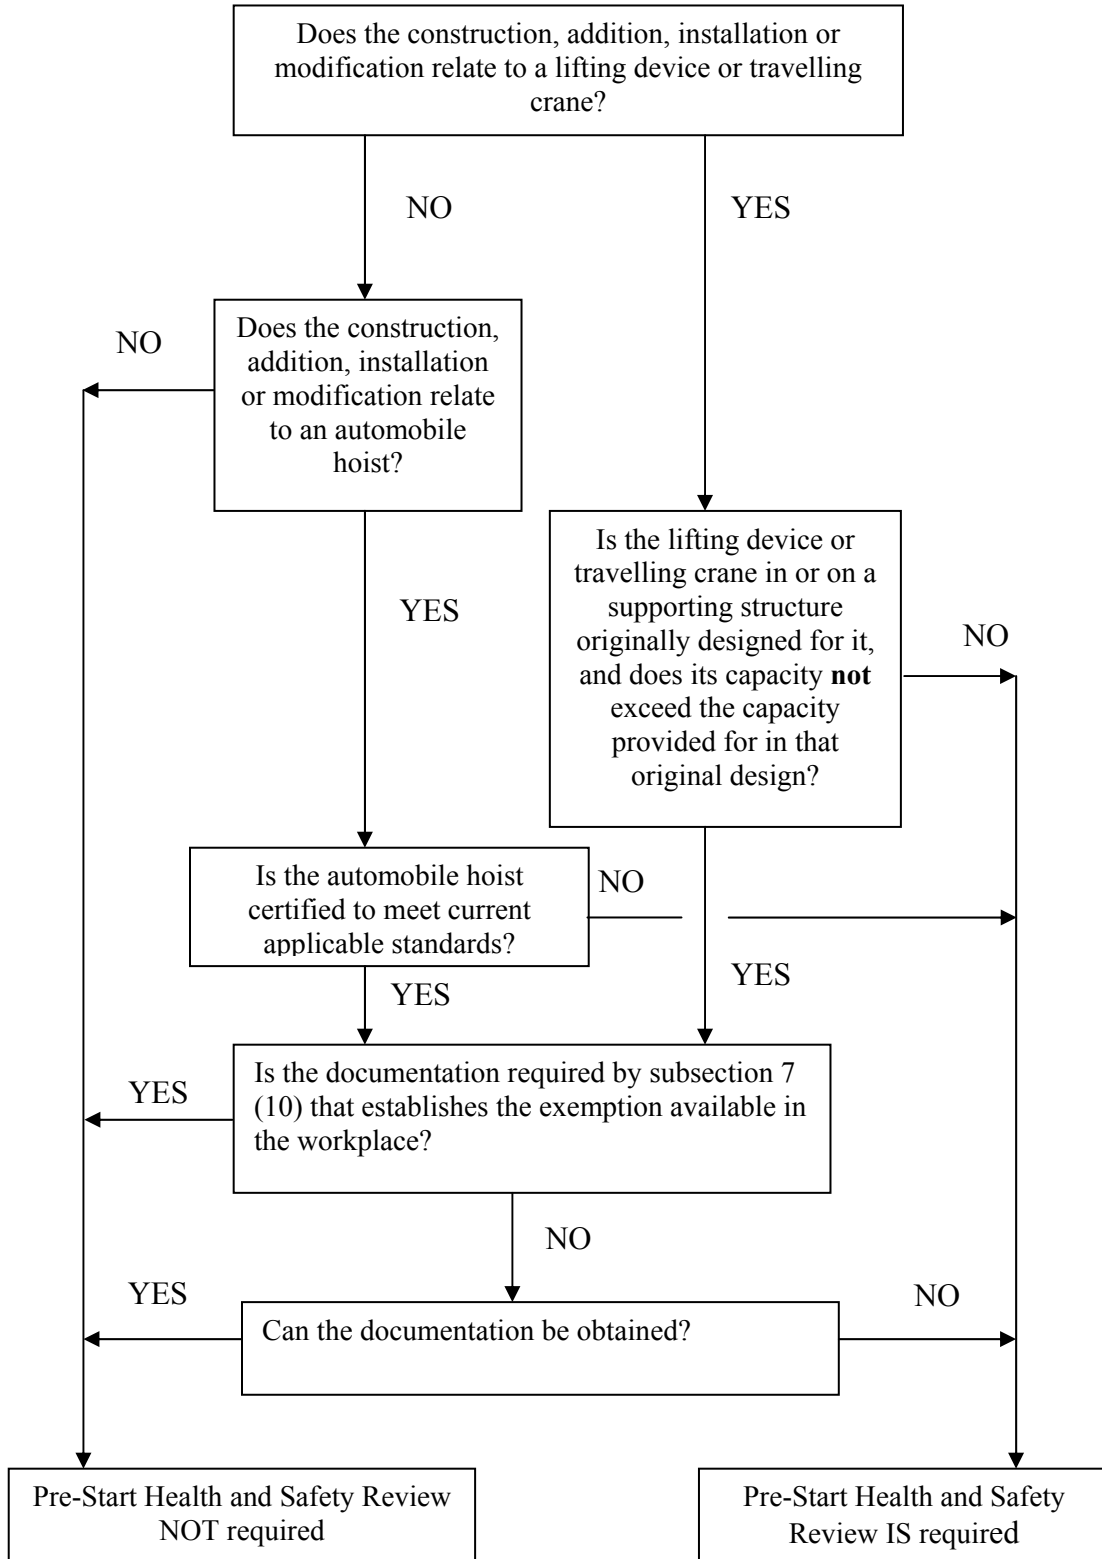 Does the construction, addition, installation or
modification relate to a lifting device or travelling
crane?
NO
YES
NO
Does the construction,
addition, installation
or modification relate
to an automobile
hoist?
Is the lifting device or
travelling crane in or on a
supporting structure
originally designed for it,
and does its capacity not
exceed the capacity
provided for in that
original design?
YES
NO
Is the automobile hoist
certified to meet current
applicable standards?
NO
YES
YES
Is the documentation required by subsection 7
(10) that establishes the exemption available in
the workplace?
YES
NO
YES
Can the documentation be obtained?
NO
Pre-Start Health and Safety Review
NOT required
Pre-Start Health and Safety
Review IS required